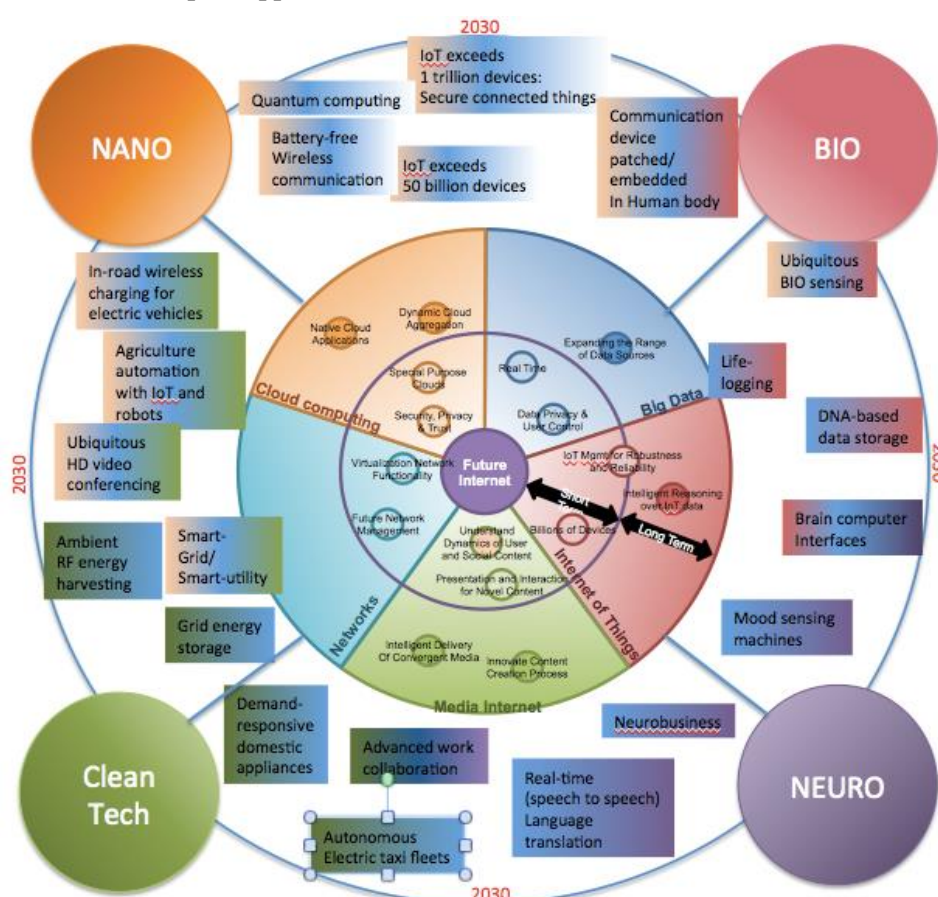 2030
IoT exceeds
1 trillion devices:
Secure connected things
Quantum computing
NANO
BIO
Battery-free
Wireless
communication
IoT exceeds
50 billion devices
Communication
device
patched/
embedded
In Human body
In-road wireless
charging for
electric vehicles
Ubiquitous
BIO sensing
Agriculture
automation
with IoT and
robots
Native Cloud
Applications
Dynamic Cloud
Aggregation
Special Purpose
Clouds
Security, Privacy
& Trust
Cloud computing
Real Time
Expanding the Range
of Data Sources
Data Privacy &
User Control
Big Data
Life-
logging
DNA-based
data storage
Ubiquitous
HD video
conferencing
2030
2030
Virtualization Network
Functionality
Future Network
Management
Networks
Future
Internet
IoT Mgmt for Robustness
and Reliability
Intelligent Reasoning
over IoT data
Billions of Devices
Short
Term
Long Term
Internet of Things
Brain computer
Interfaces
Ambient
RF energy
harvesting
Smart-
Grid/
Smart-utility
Understand
Dynamics of User
and Social Content
Presentation and Interaction
for Novel Content
Intelligent Delivery
Of Convergent Media
Innovate Content
Creation Process
Media Internet
Grid energy
storage
Mood sensing
machines
Clean
Tech
Demand-
responsive
domestic
appliances
Advanced work
collaboration
Neurobusiness
Real-time
(speech to speech)
Language
translation
NEURO
Autonomous
Electric taxi fleets
2030